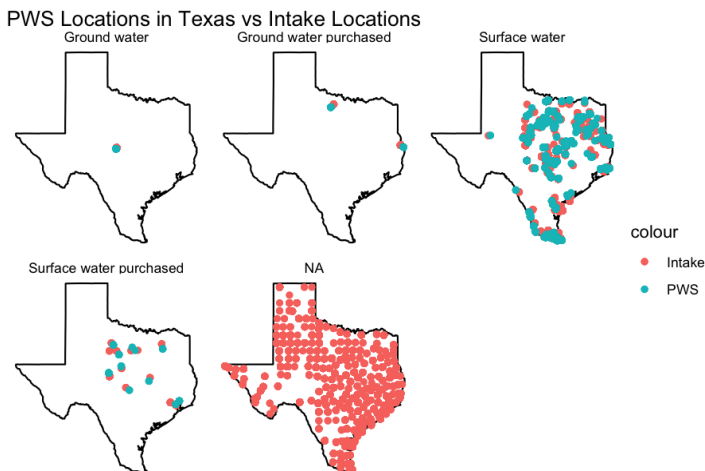 PWS Locations in Texas vs Intake Locations
Ground water
Ground water purchased
Surface water
colour
Intake
PWS
Surface water purchased
NA